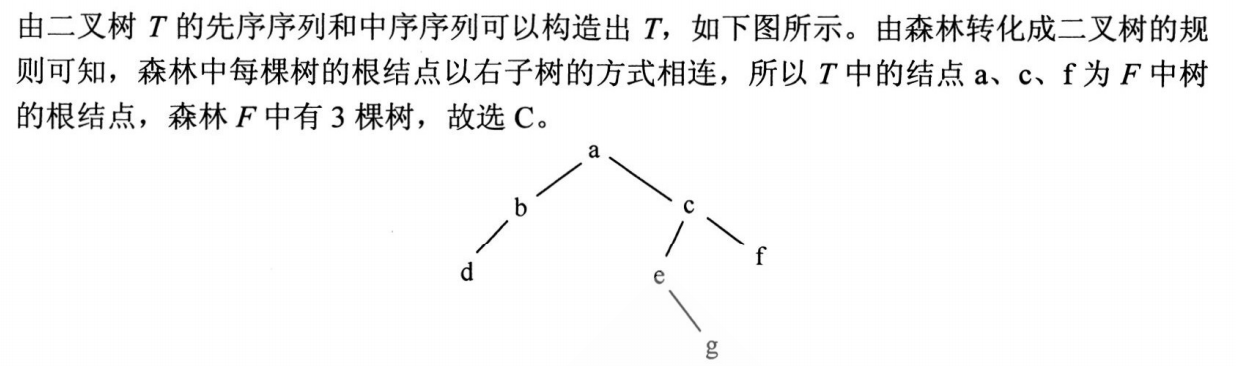 由二叉树 T 的先序序列和中序序列可以构造出 T，如下图所示。由森林转化成二叉树的规
则可知，森林中每棵树的根结点以右子树的方式相连，所以 T 中的结点 a、c、f 为 F 中树
的根结点，森林 F 中有 3 棵树，故选 C。
a
b
c
d
e
f
g